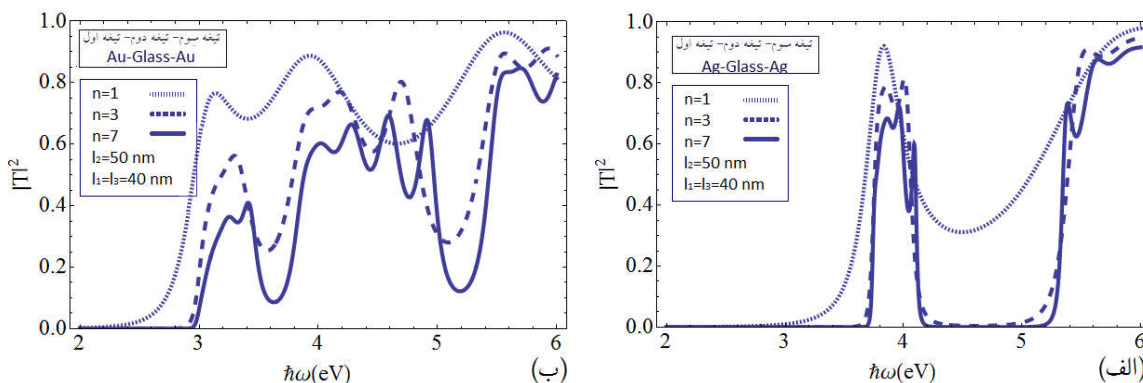 تیغه سوم- تیغه دوم- تیغه اول
Au-Glass-Au
n=1
n=3
n=7
l₂=50 nm
l₁=l₃=40 nm
|T|²
1.0
0.8
0.6
0.4
0.2
0.0
2 3 4 5 6
ℏω(eV)
(ب)
تیغه سوم- تیغه دوم- تیغه اول
Ag-Glass-Ag
n=1
n=3
n=7
l₂=50 nm
l₁=l₃=40 nm
|T|²
1.0
0.8
0.6
0.4
0.2
0.0
2 3 4 5 6
ℏω(eV)
(الف)